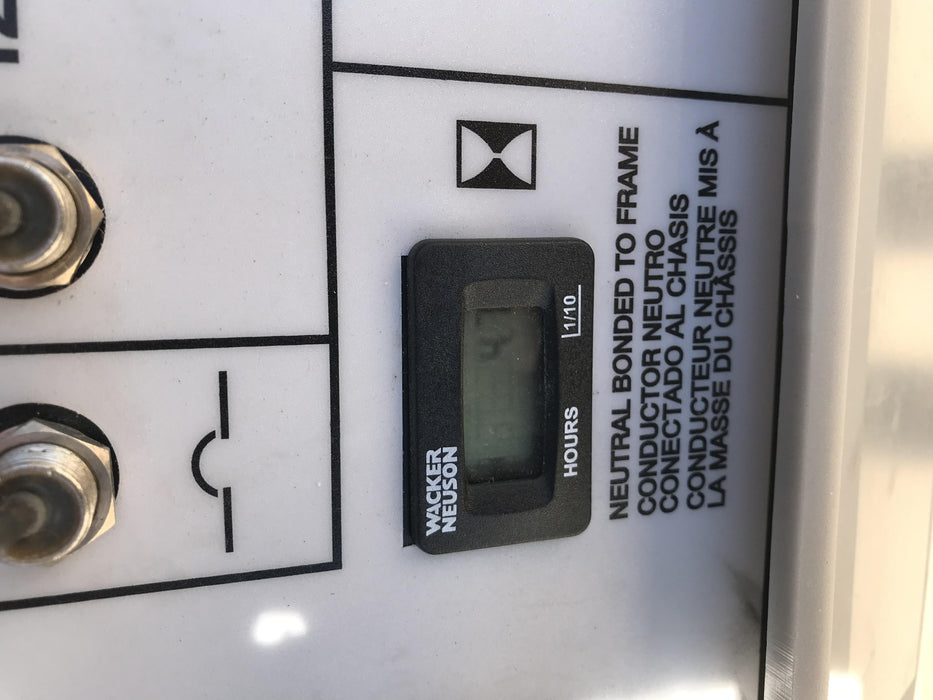 WACKER
NEUSON
HOURS
1/10
NEUTRAL BONDED TO FRAME
CONDUCTOR NEUTRO
CONECTADO AL CHASIS
CONDUCTEUR NEUTRE MIS À
LA MASSE DU CHÂSSIS